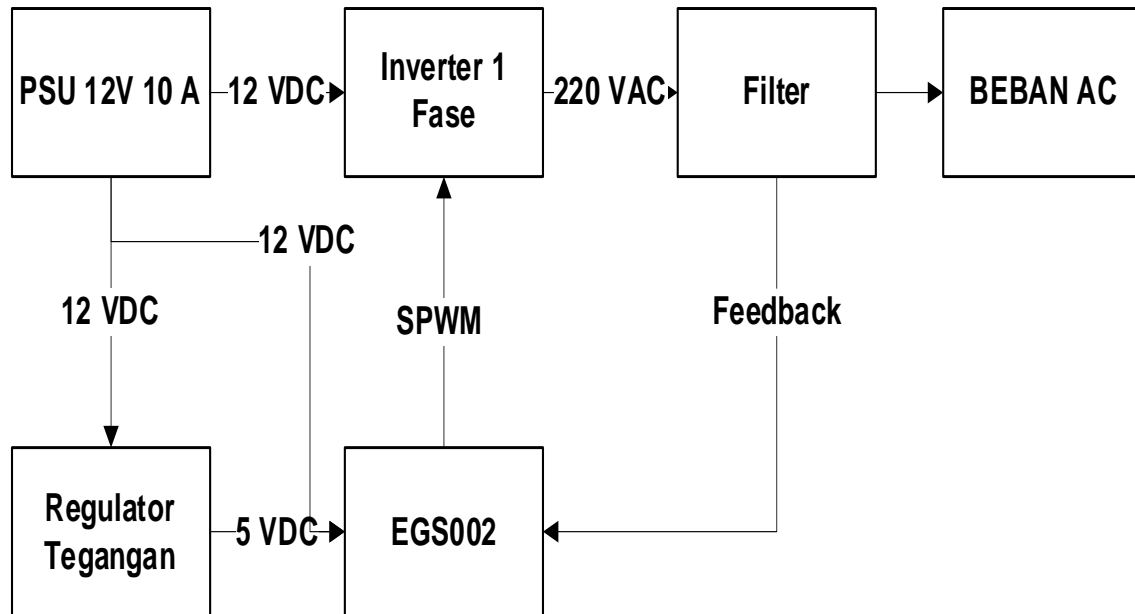 PSU 12V 10 A
12 VDC
Inverter 1
Fase
220 VAC
Filter
BEBAN AC
12 VDC
12 VDC
SPWM
Feedback
Regulator
Tegangan
5 VDC
EGS002